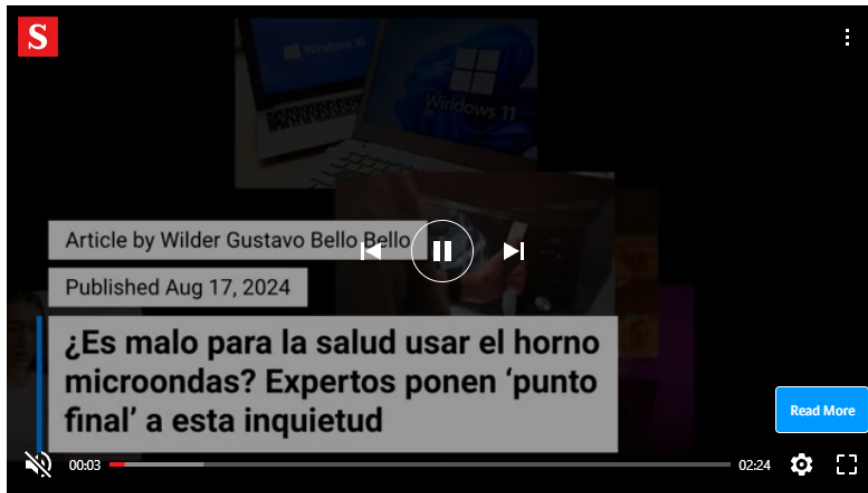 S
Windows 10
Windows 11
Article by Wilder Gustavo Bello Bello
Published Aug 17, 2024
¿Es malo para la salud usar el horno
microondas? Expertos ponen ‘punto
final’ a esta inquietud
Read More
00:03
02:24